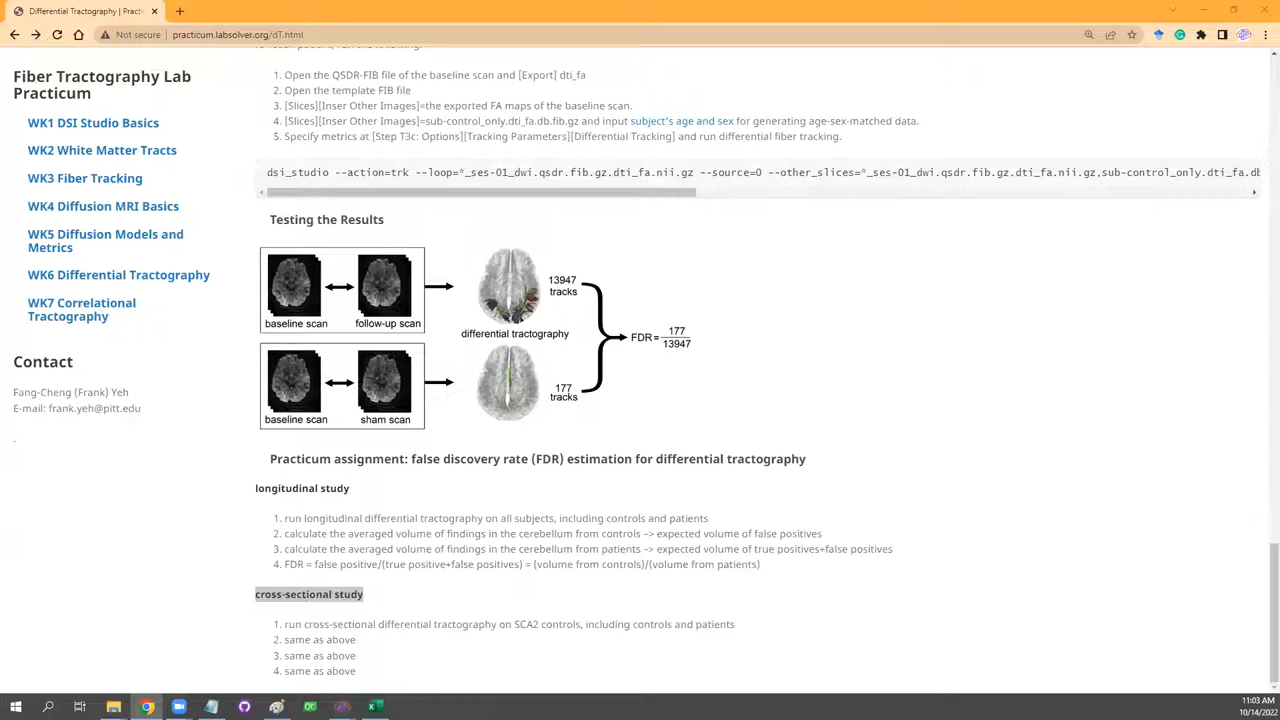 Differential Tractography | Practi
Not secure
practicum.labsolver.org/dT.html
Fiber Tractography Lab
Practicum
WK1 DSI Studio Basics
WK2 White Matter Tracts
WK3 Fiber Tracking
WK4 Diffusion MRI Basics
WK5 Diffusion Models and
Metrics
WK6 Differential Tractography
WK7 Correlational
Tractography
Contact
Fang-Cheng (Frank) Yeh
E-mail: frank.yeh@pitt.edu
.
1. Open the QSDR-FIB file of the baseline scan and [Export] dti_fa
2. Open the template FIB file
3. [Slices][Inser Other Images]=the exported FA maps of the baseline scan.
4. [Slices][Inser Other Images]=sub-control_only.dti_fa.db.fib.gz and input subject's age and sex for generating age-sex-matched data.
5. Specify metrics at [Step T3c: Options][Tracking Parameters][Differential Tracking] and run differential fiber tracking.
dsi_studio --action=trk --loop=*_ses-01_dwi.qsdr.fib.gz.dti_fa.nii.gz --source=0 --other_slices=*_ses-01_dwi.qsdr.fib.gz.dti_fa.nii.gz,sub-control_only.dti_fa.db
Testing the Results
13947
tracks
baseline scan
follow-up scan
differential tractography
FDR = 177
13947
177
tracks
baseline scan
sham scan
Practicum assignment: false discovery rate (FDR) estimation for differential tractography
longitudinal study
1. run longitudinal differential tractography on all subjects, including controls and patients
2. calculate the averaged volume of findings in the cerebellum from controls –> expected volume of false positives
3. calculate the averaged volume of findings in the cerebellum from patients –> expected volume of true positives+false positives
4. FDR = false positive/(true positive+false positives) = (volume from controls)/(volume from patients)
cross-sectional study
1. run cross-sectional differential tractography on SCA2 controls, including controls and patients
2. same as above
3. same as above
4. same as above
11:03 AM
10/14/2022